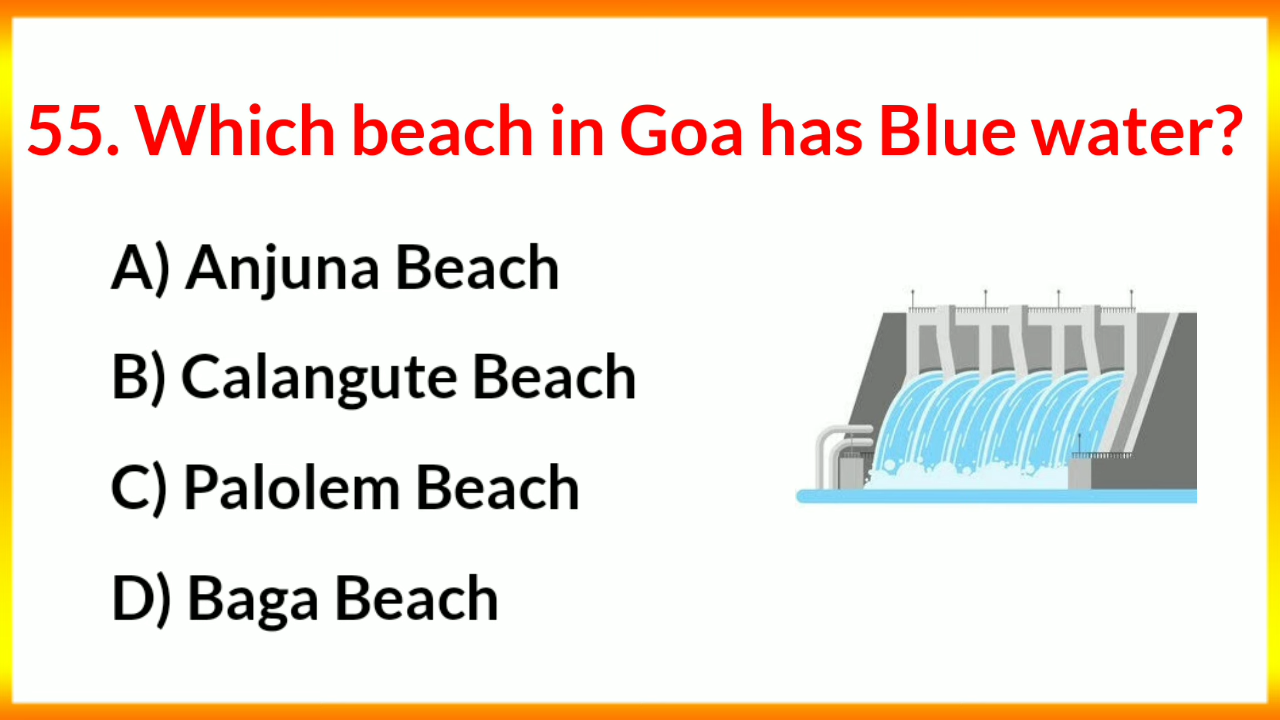 55. Which beach in Goa has Blue water?
A) Anjuna Beach
B) Calangute Beach
C) Palolem Beach
D) Baga Beach